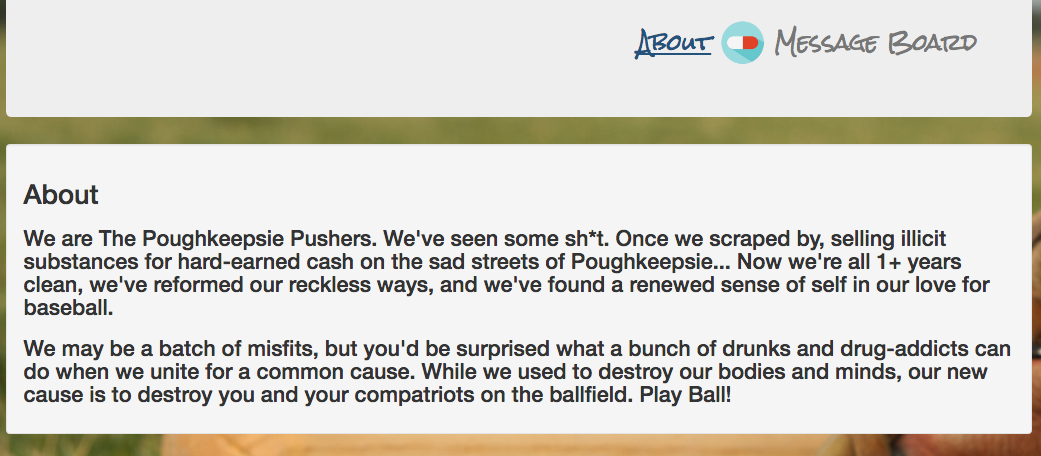 About Message Board
About
We are The Poughkeepsie Pushers. We've seen some sh*t. Once we scraped by, selling illicit
substances for hard-earned cash on the sad streets of Poughkeepsie... Now we're all 1+ years
clean, we've reformed our reckless ways, and we've found a renewed sense of self in our love for
baseball.
We may be a batch of misfits, but you'd be surprised what a bunch of drunks and drug-addicts can
do when we unite for a common cause. While we used to destroy our bodies and minds, our new
cause is to destroy you and your compatriots on the ballfield. Play Ball!